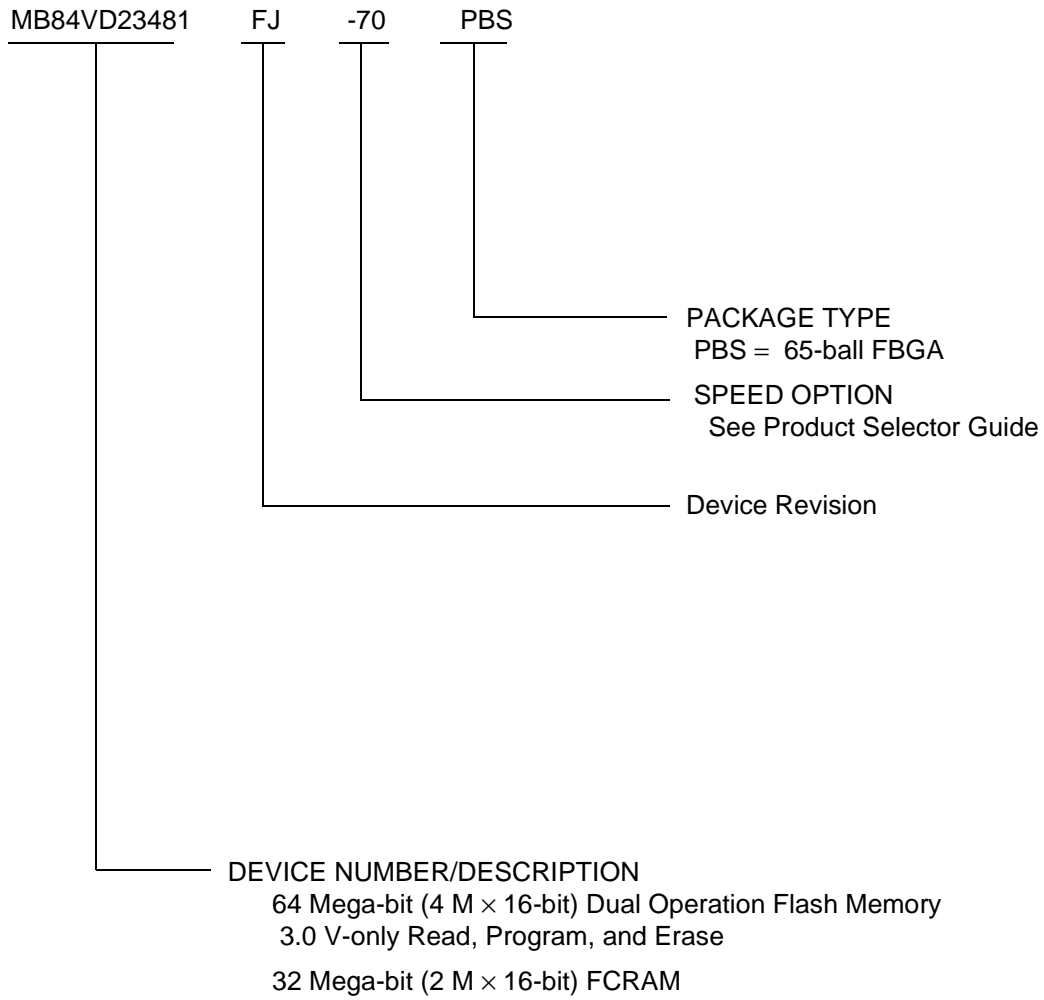 MB84VD23481 FJ -70 PBS
PACKAGE TYPE
PBS = 65-ball FBGA
SPEED OPTION
See Product Selector Guide
Device Revision
DEVICE NUMBER/DESCRIPTION
64 Mega-bit (4 M × 16-bit) Dual Operation Flash Memory
3.0 V-only Read, Program, and Erase
32 Mega-bit (2 M × 16-bit) FCRAM